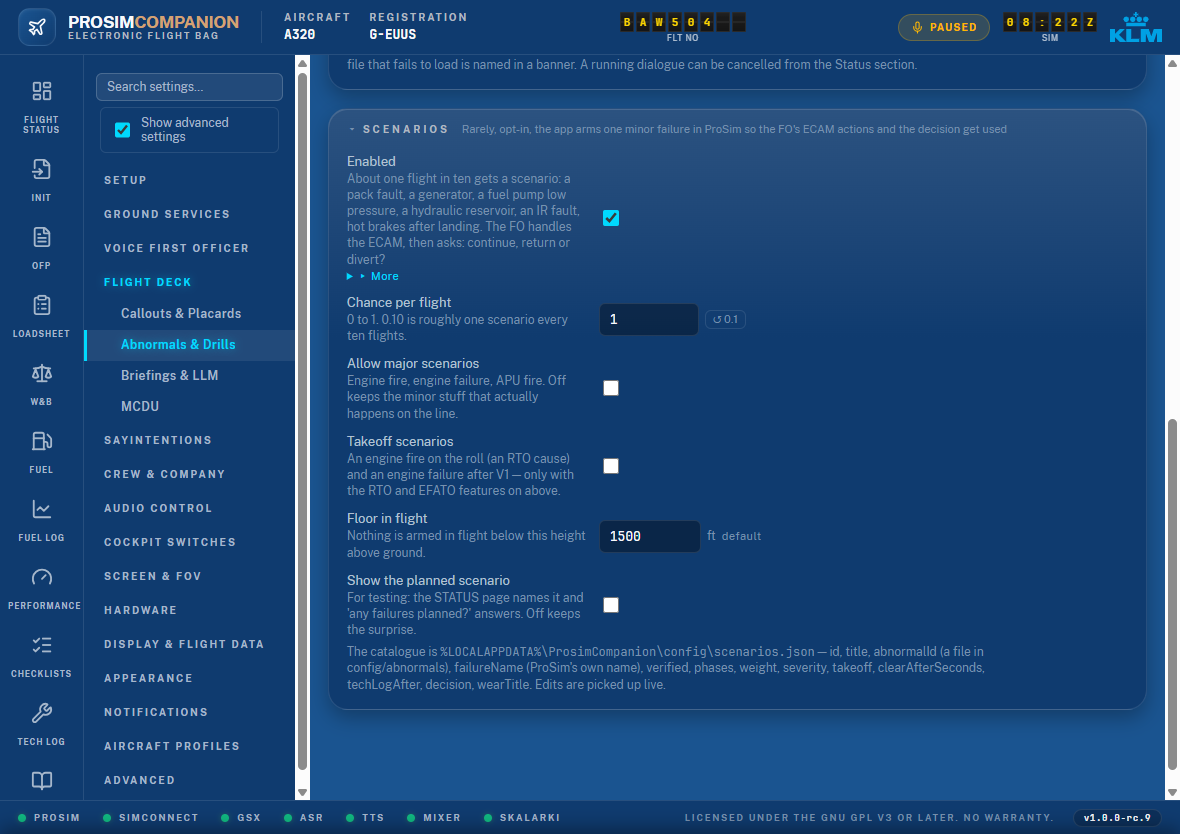 PROSIMCOMPANION
ELECTRONIC FLIGHT BAG
AIRCRAFT
A320
REGISTRATION
G-EUUS
BAW504
FLT NO
PAUSED
08:22Z
SIM
KLM
FLIGHT STATUS
INIT
OFP
LOADSHEET
W&B
FUEL
FUEL LOG
PERFORMANCE
CHECKLISTS
TECH LOG
Search settings...
Show advanced settings
SETUP
GROUND SERVICES
VOICE FIRST OFFICER
FLIGHT DECK
Callouts & Placards
Abnormals & Drills
Briefings & LLM
MCDU
SAYINTENTIONS
CREW & COMPANY
AUDIO CONTROL
COCKPIT SWITCHES
SCREEN & FOV
HARDWARE
DISPLAY & FLIGHT DATA
APPEARANCE
NOTIFICATIONS
AIRCRAFT PROFILES
ADVANCED
file that fails to load is named in a banner. A running dialogue can be cancelled from the Status section.
SCENARIOS Rarely, opt-in, the app arms one minor failure in ProSim so the FO's ECAM actions and the decision get used
Enabled
About one flight in ten gets a scenario: a
pack fault, a generator, a fuel pump low
pressure, a hydraulic reservoir, an IR fault,
hot brakes after landing. The FO handles
the ECAM, then asks: continue, return or
divert?
More
Chance per flight
0 to 1. 0.10 is roughly one scenario every
ten flights.
1
↺ 0.1
Allow major scenarios
Engine fire, engine failure, APU fire. Off
keeps the minor stuff that actually
happens on the line.
Takeoff scenarios
An engine fire on the roll (an RTO cause)
and an engine failure after V1 — only with
the RTO and EFATO features on above.
Floor in flight
Nothing is armed in flight below this height
above ground.
1500
ft default
Show the planned scenario
For testing: the STATUS page names it and
'any failures planned?' answers. Off keeps
the surprise.
The catalogue is %LOCALAPPDATA%\ProsimCompanion\config\scenarios.json — id, title, abnormalId (a file in
config/abnormals), failureName (ProSim's own name), verified, phases, weight, severity, takeoff, clearAfterSeconds,
techLogAfter, decision, wearTitle. Edits are picked up live.
PROSIM
SIMCONNECT
GSX
ASR
TTS
MIXER
SKALARKI
LICENSED UNDER THE GNU GPL V3 OR LATER. NO WARRANTY.
v1.0.0-rc.9